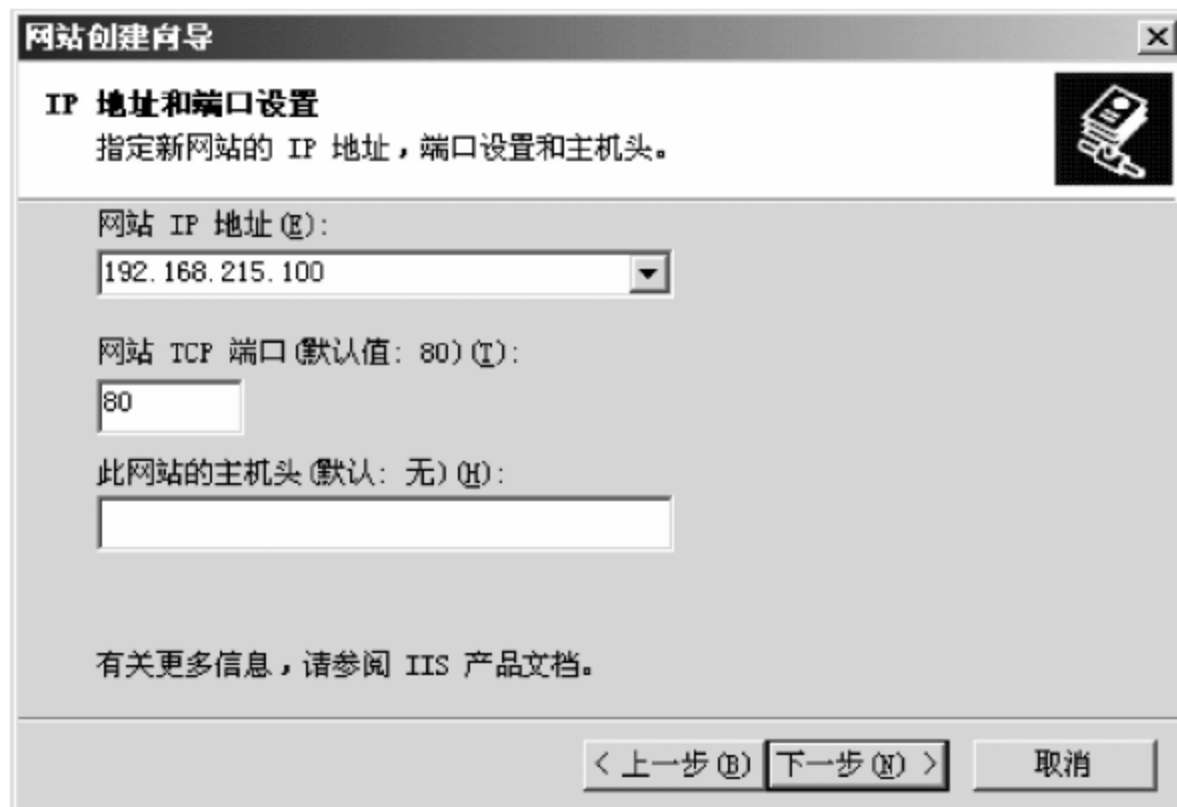 网站创建向导
IP 地址和端口设置
指定新网站的 IP 地址，端口设置和主机头。
网站 IP 地址(E):
192.168.215.100
网站 TCP 端口(默认值: 80)(T):
80
此网站的主机头(默认: 无)(H):
有关更多信息，请参阅 IIS 产品文档。
< 上一步(B) 下一步(N) > 取消